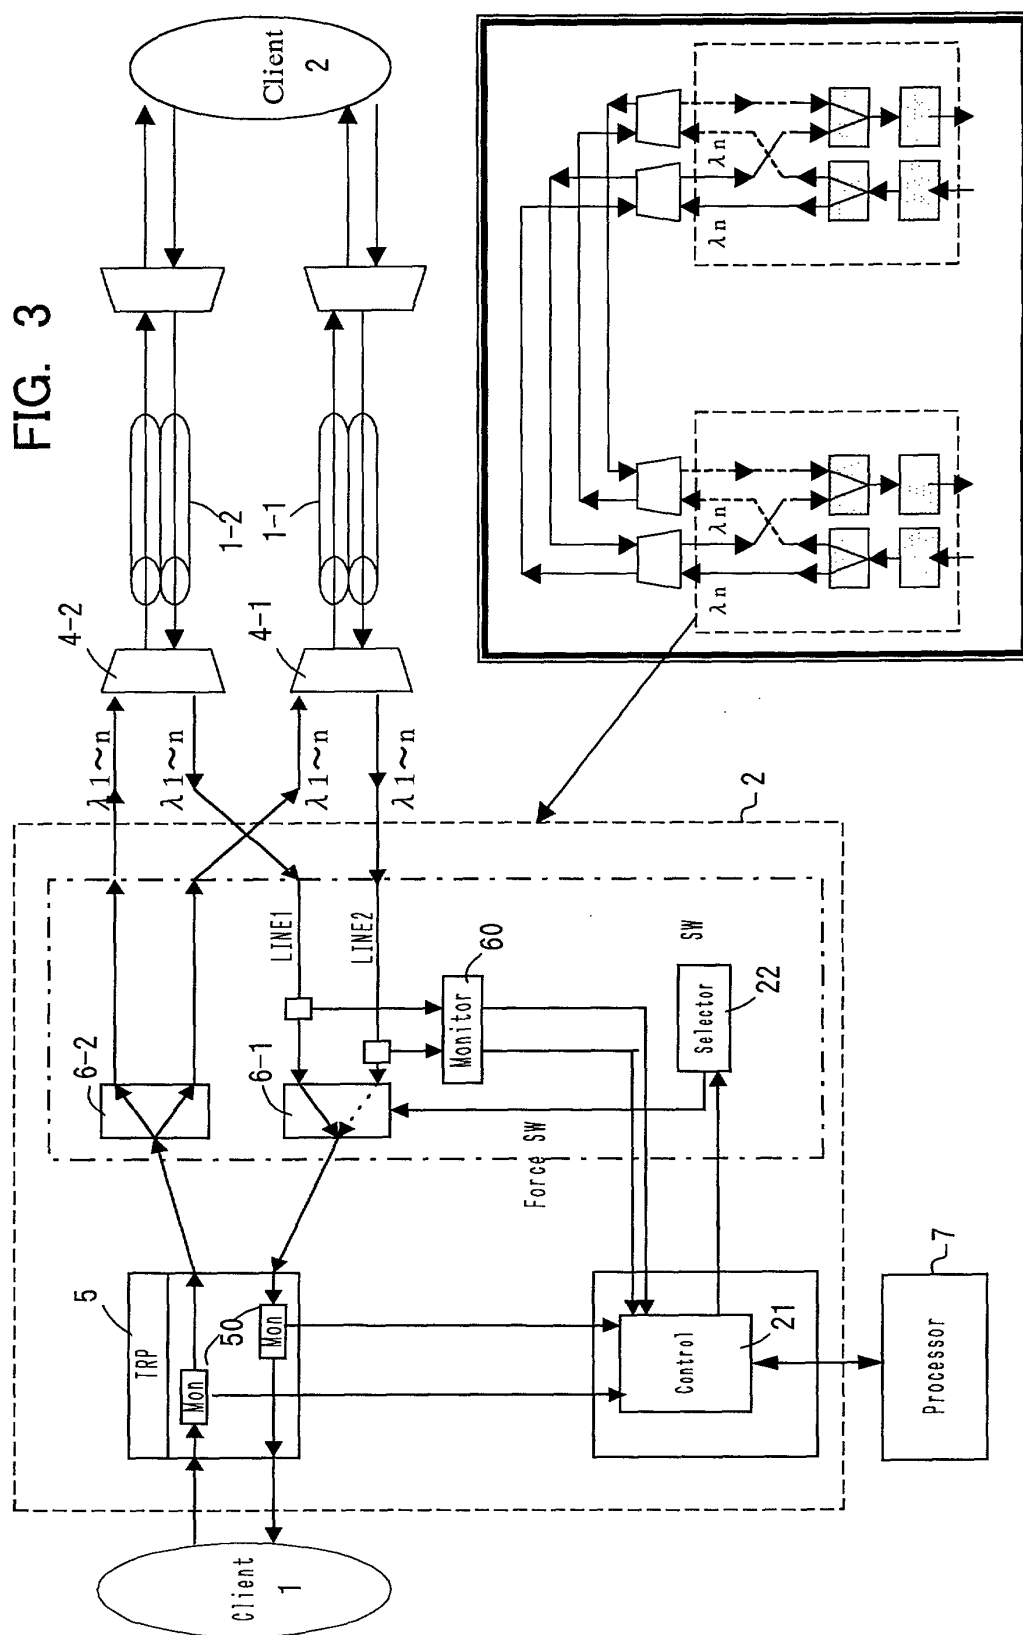 FIG. 3
Client
1
TRP
5
Mon
50
Mon
6-2
6-1
LINE1
LINE2
Monitor
60
Force SW
SW
Selector
22
Control
21
Processor
7
2
λ1~n
λ1~n
λ1~n
λ1~n
4-2
4-1
1-2
1-1
Client
2
λn
λn
λn
λn